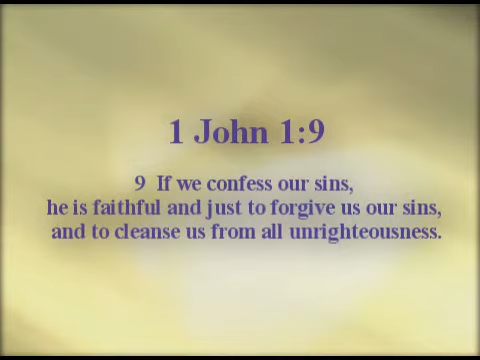 1 John 1:9
9 If we confess our sins,
he is faithful and just to forgive us our sins,
and to cleanse us from all unrighteousness.